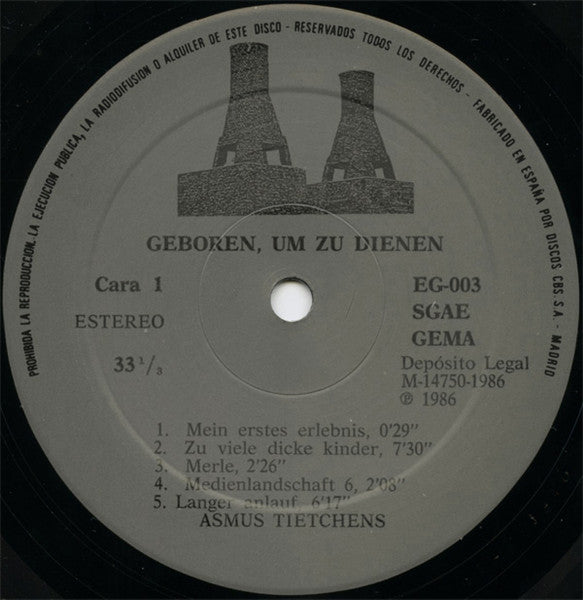 PROHIBIDA LA REPRODUCCION. LA EJECUCION PUBLICA, LA RADIODIFUSION O ALQUILER DE ESTE DISCO - RESERVADOS TODOS LOS DERECHOS - FABRICADO EN ESPAÑA POR DISCOS CBS. S.A. - MADRID
GEBOREN, UM ZU DIENEN
Cara 1
ESTEREO
33 1/3
EG-003
SGAE
GEMA
Depósito Legal
M-14750-1986
℗ 1986
1. Mein erstes erlebnis, 0'29"
2. Zu viele dicke kinder, 7'30"
3. Merle, 2'26"
4. Medienlandschaft 6, 2'08"
5. Langer anlauf, 6'17"
ASMUS TIETCHENS